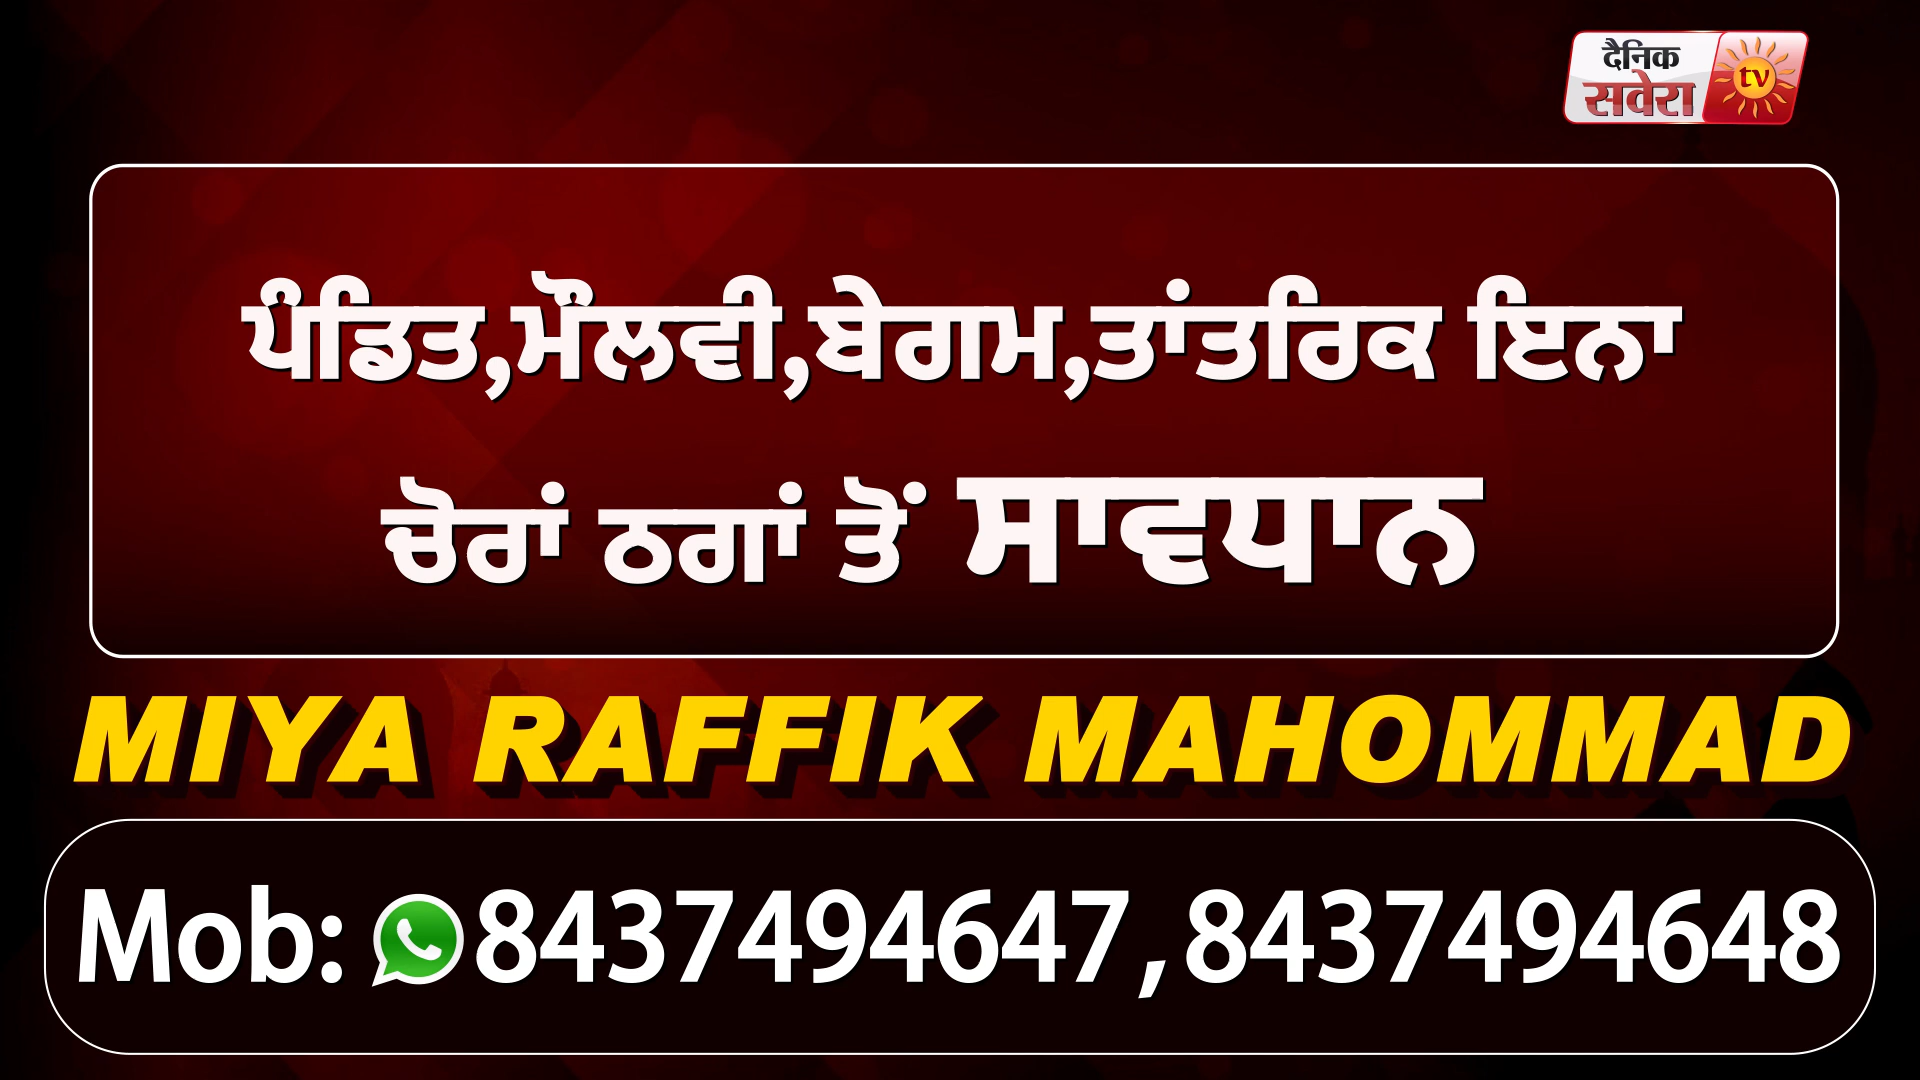 दैनिक
सवेरा tv
ਪੰਡਿਤ,ਮੌਲਵੀ,ਬੇਗਮ,ਤਾਂਤਰਿਕ ਇਨਾ
ਚੋਰਾਂ ਠਗਾਂ ਤੋਂ ਸਾਵਧਾਨ
MIYA RAFFIK MAHOMMAD
Mob: 8437494647, 8437494648